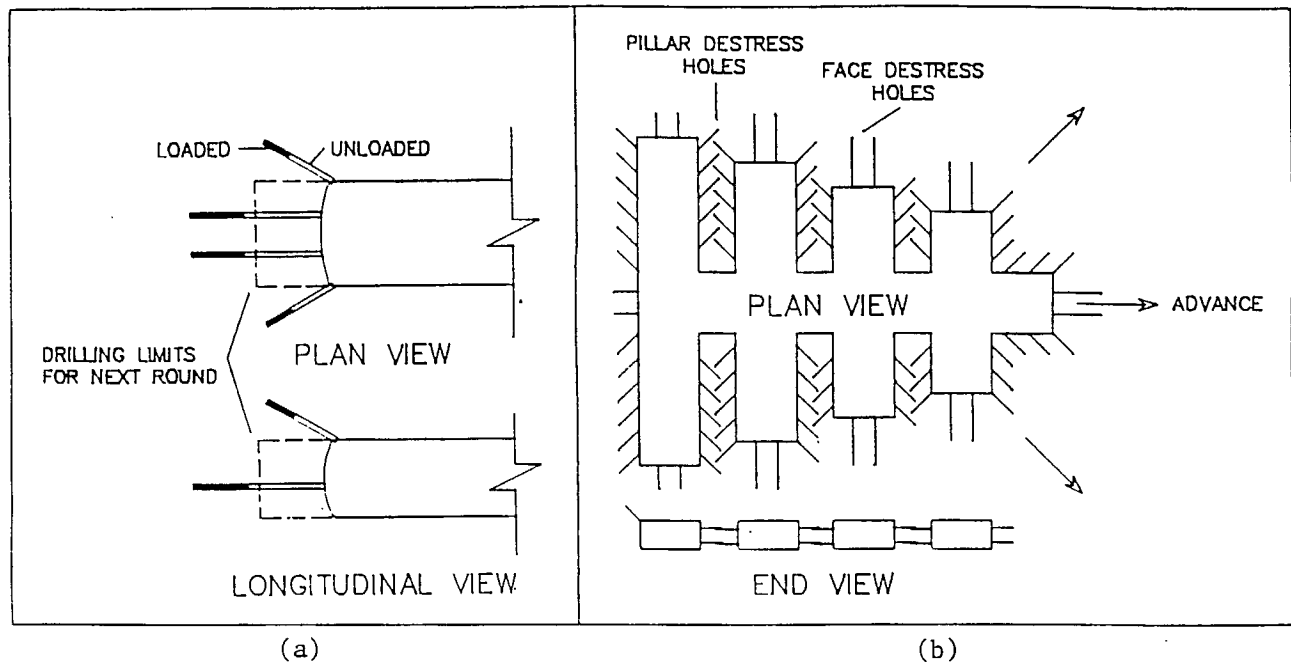 LOADED
UNLOADED
DRILLING LIMITS
FOR NEXT ROUND
PLAN VIEW
LONGITUDINAL VIEW
(a)
PILLAR DESTRESS
HOLES
FACE DESTRESS
HOLES
PLAN VIEW
ADVANCE
END VIEW
(b)